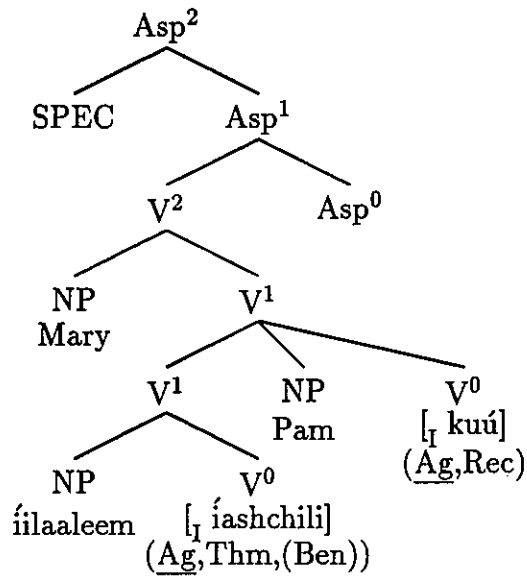 Asp²
SPEC Asp¹
V² Asp⁰
NP V¹
Mary
V¹ NP V⁰
Pam [I kuú]
(Ag,Rec)
NP V⁰
íilaaleem [I íashchili]
(Ag,Thm,(Ben))